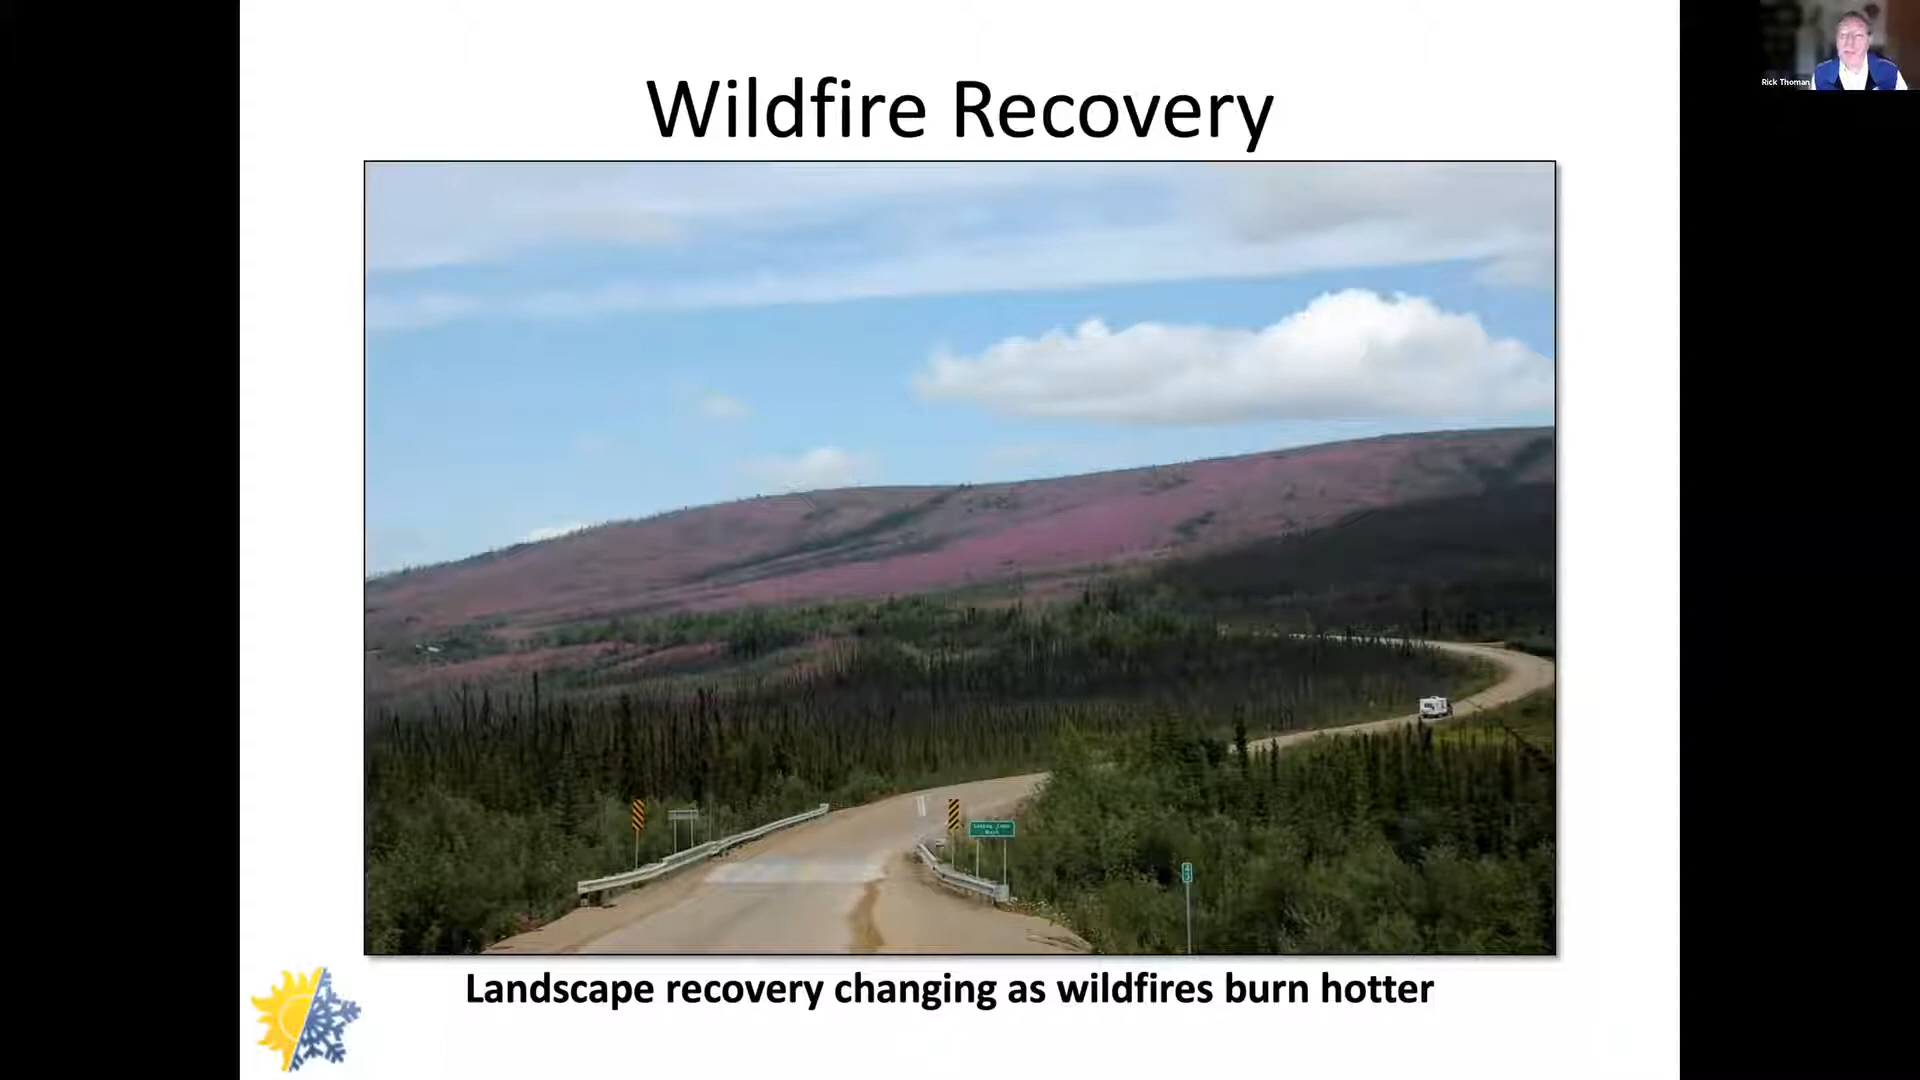 Wildfire Recovery
Rick Thoman
Landscape recovery changing as wildfires burn hotter